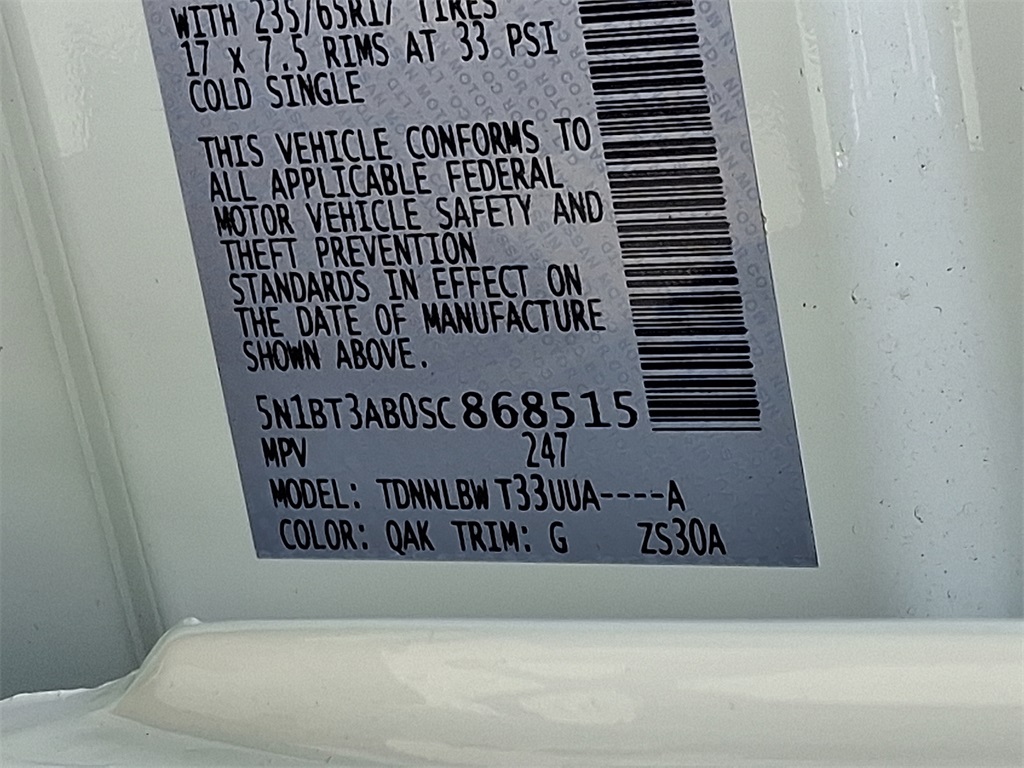 WITH 235/65R17 TIRES
17 x 7.5 RIMS AT 33 PSI
COLD SINGLE
THIS VEHICLE CONFORMS TO
ALL APPLICABLE FEDERAL
MOTOR VEHICLE SAFETY AND
THEFT PREVENTION
STANDARDS IN EFFECT ON
THE DATE OF MANUFACTURE
SHOWN ABOVE.
5N1BT3AB0SC868515
MPV 247
MODEL: TDNNLBW T33UUA----A
COLOR: QAK TRIM: G ZS30A